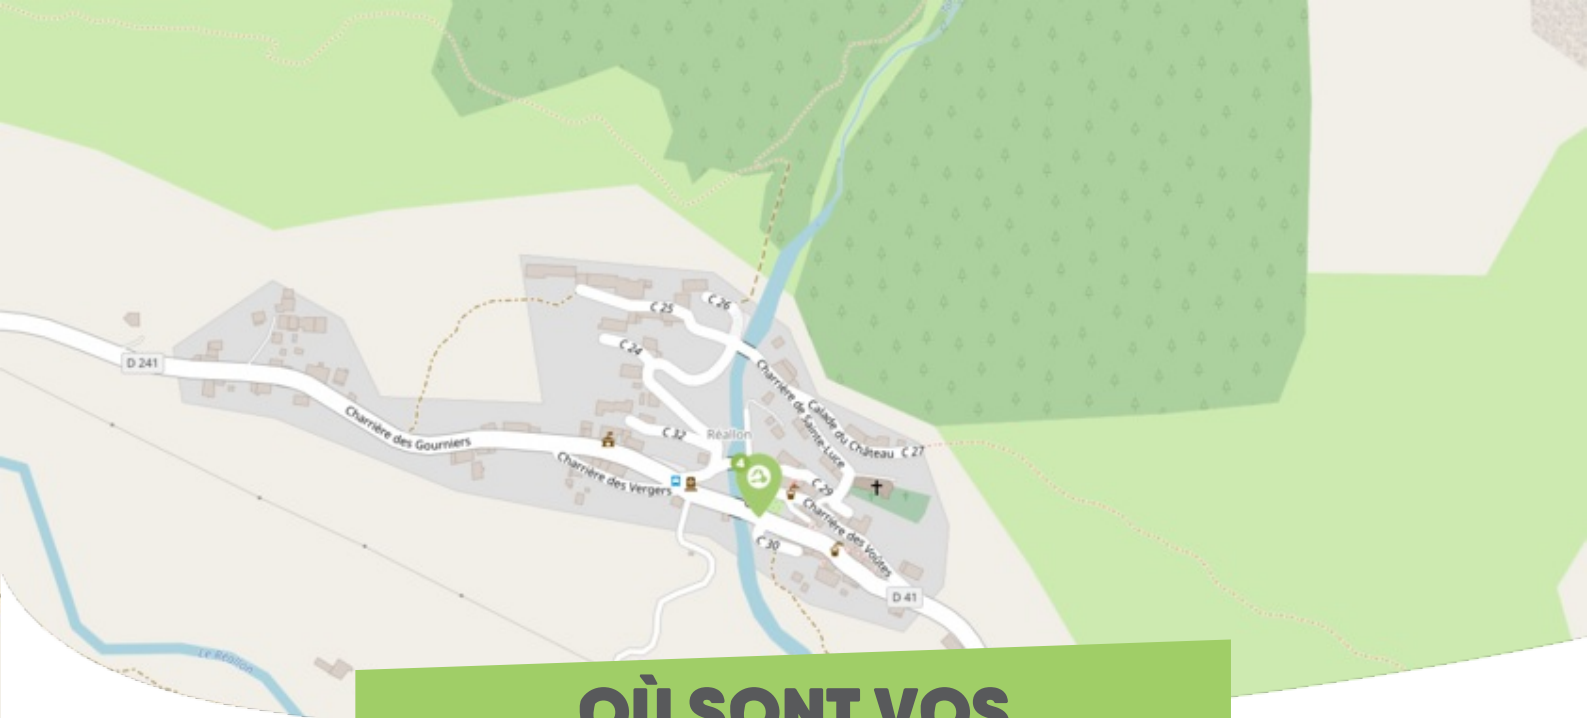 C 26
C 25
C 24
D 241
Charrière de Sainte-Luce
Calade du Château
C 27
Charrière des Gourniers
C 32
Réallon
Charrière des Vergers
4
C 29
Charrière des Voûtes
C 30
D 41
Le Réallon
OÙ SONT VOS